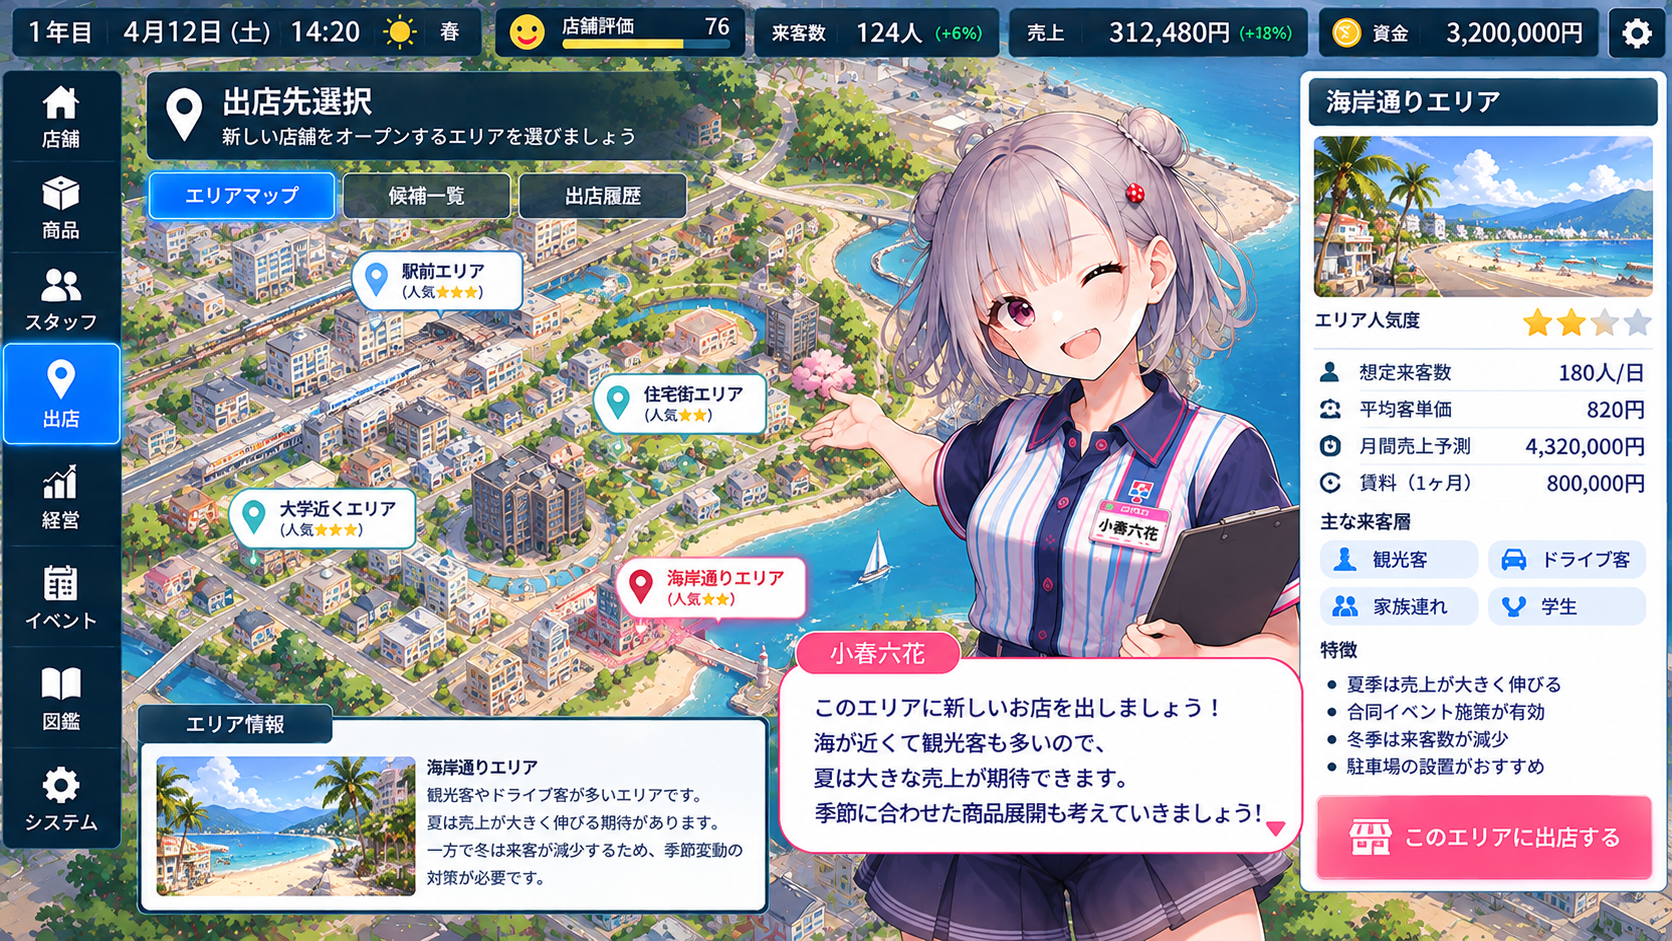 1年目 4月12日(土) 14:20 春
店舗評価 76
来客数 124人 (+6%)
売上 312,480円 (+18%)
資金 3,200,000円
店舗
商品
スタッフ
出店
経営
イベント
図鑑
システム
出店先選択
新しい店舗をオープンするエリアを選びましょう
エリアマップ
候補一覧
出店履歴
駅前エリア
(人気★★★)
住宅街エリア
(人気★★)
大学近くエリア
(人気★★★)
海岸通りエリア
(人気★★)
小春六花
小春六花
このエリアに新しいお店を出しましょう!
海が近くて観光客も多いので、
夏は大きな売上が期待できます。
季節に合わせた商品展開も考えていきましょう!
エリア情報
海岸通りエリア
観光客やドライブ客が多いエリアです。
夏は売上が大きく伸びる期待があります。
一方で冬は来客が減少するため、季節変動の
対策が必要です。
海岸通りエリア
エリア人気度
想定来客数 180人/日
平均客単価 820円
月間売上予測 4,320,000円
賃料(1ヶ月) 800,000円
主な来客層
観光客
ドライブ客
家族連れ
学生
特徴
● 夏季は売上が大きく伸びる
● 合同イベント施策が有効
● 冬季は来客数が減少
● 駐車場の設置がおすすめ
このエリアに出店する